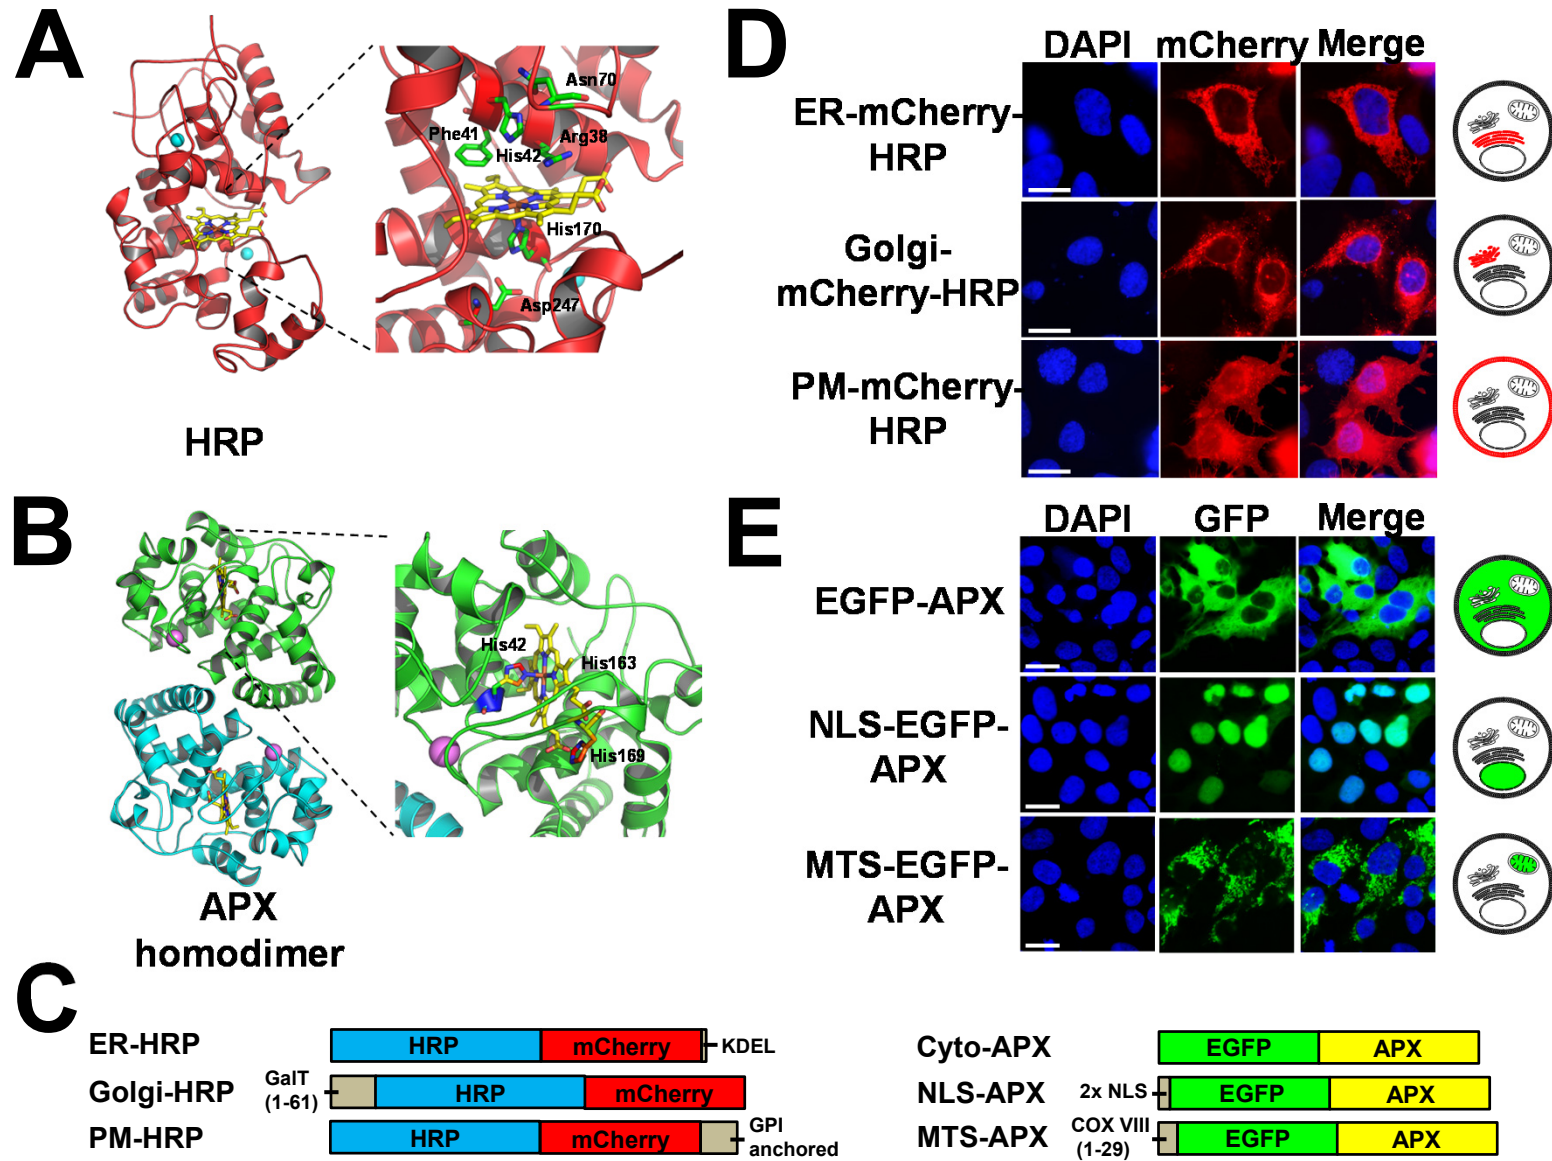 A
Asn70
Phe41
Arg38
His42
His170
Asp247
HRP
B
His42
His163
His169
APX
homodimer
C
ER-HRP
HRP
mCherry
KDEL
Golgi-HRP
GalT
(1-61)
HRP
mCherry
PM-HRP
HRP
mCherry
GPI
anchored
Cyto-APX
EGFP
APX
NLS-APX
2x NLS
EGFP
APX
MTS-APX
COX VIII
(1-29)
EGFP
APX
D
DAPI
mCherry
Merge
ER-mCherry-
HRP
Golgi-
mCherry-HRP
PM-mCherry-
HRP
E
DAPI
GFP
Merge
EGFP-APX
NLS-EGFP-
APX
MTS-EGFP-
APX